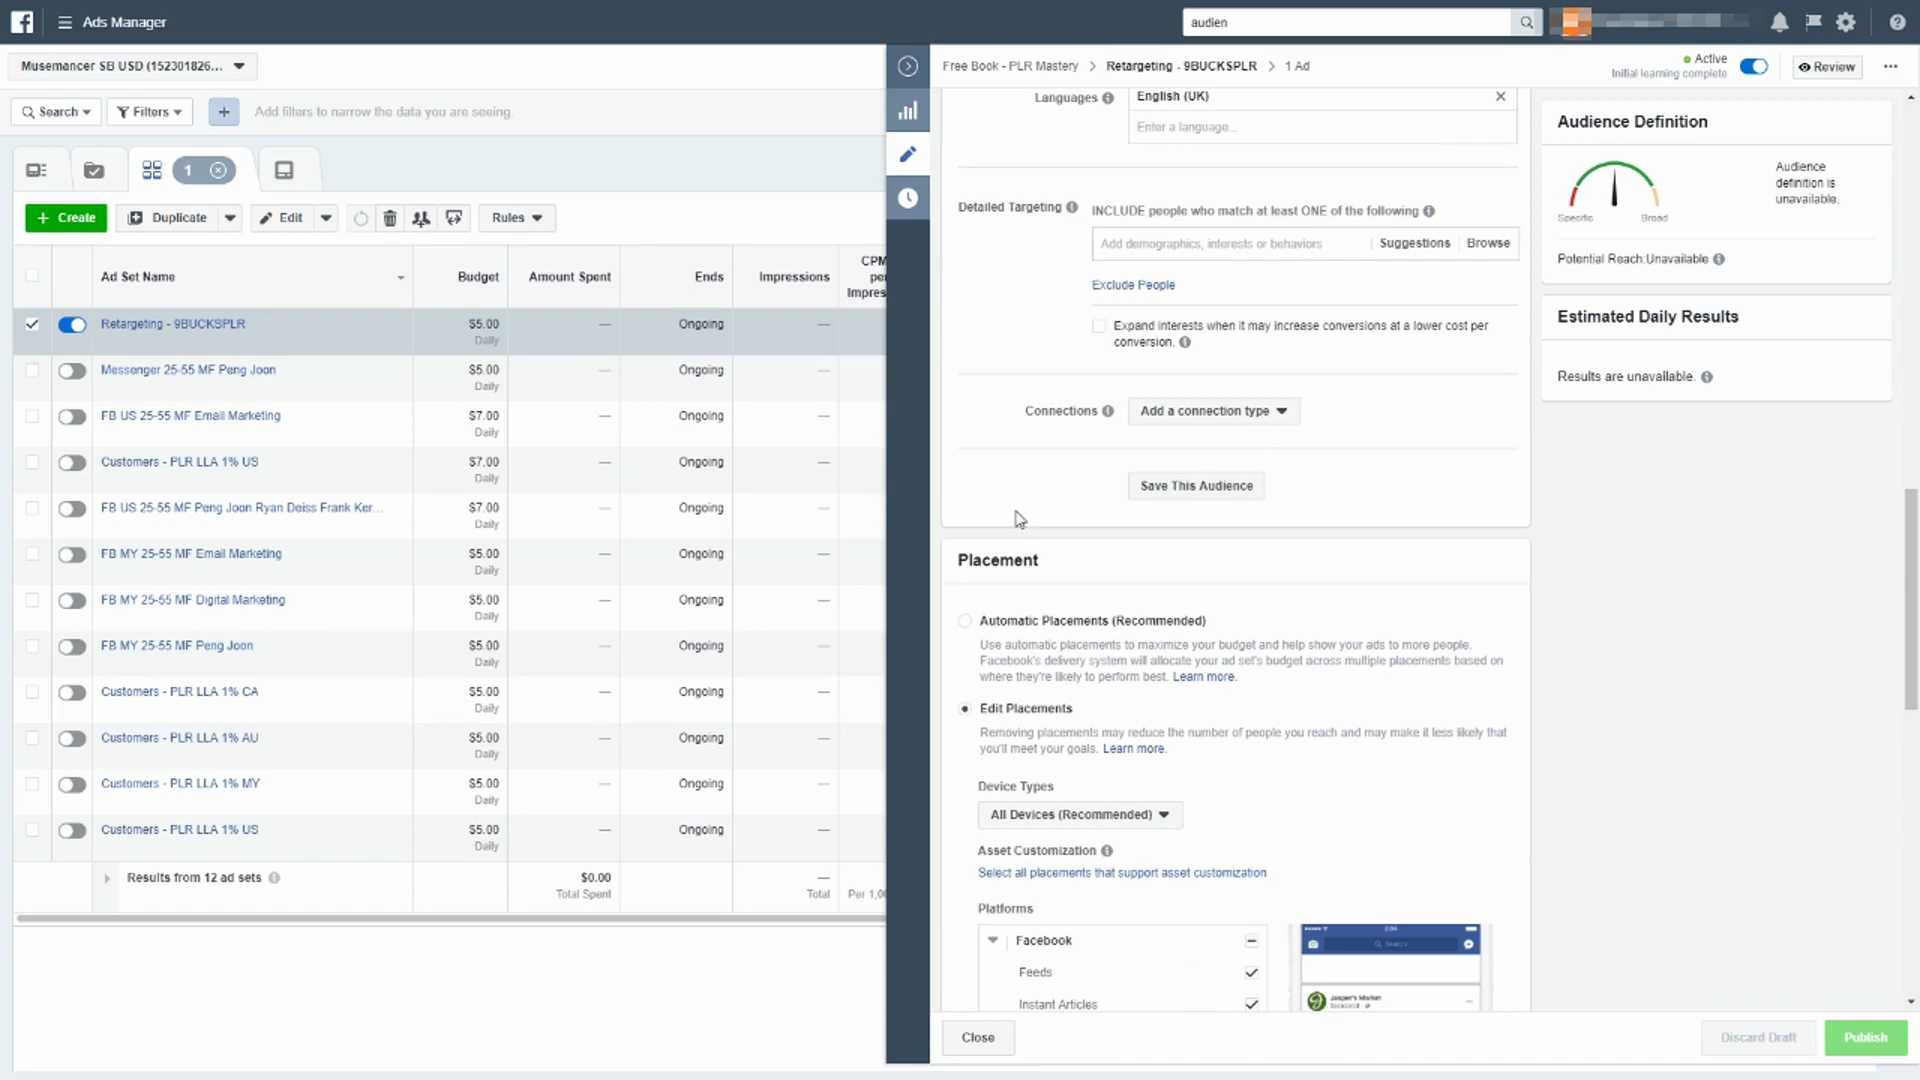 Ads Manager
audien
Musemancer SB USD (152301826...
Search
Filters
Add filters to narrow the data you are seeing.
1
Create
Duplicate
Edit
Rules
Ad Set Name
Budget
Amount Spent
Ends
Impressions
CPM
per
Impres
Retargeting - 9BUCKSPLR
$5.00
Daily
—
Ongoing
—
Messenger 25-55 MF Peng Joon
$5.00
Daily
—
Ongoing
—
FB US 25-55 MF Email Marketing
$7.00
Daily
—
Ongoing
—
Customers - PLR LLA 1% US
$7.00
Daily
—
Ongoing
—
FB US 25-55 MF Peng Joon Ryan Deiss Frank Ker...
$7.00
Daily
—
Ongoing
—
FB MY 25-55 MF Email Marketing
$5.00
Daily
—
Ongoing
—
FB MY 25-55 MF Digital Marketing
$5.00
Daily
—
Ongoing
—
FB MY 25-55 MF Peng Joon
$5.00
Daily
—
Ongoing
—
Customers - PLR LLA 1% CA
$5.00
Daily
—
Ongoing
—
Customers - PLR LLA 1% AU
$5.00
Daily
—
Ongoing
—
Customers - PLR LLA 1% MY
$5.00
Daily
—
Ongoing
—
Customers - PLR LLA 1% US
$5.00
Daily
—
Ongoing
—
Results from 12 ad sets
$0.00
Total Spent
—
Total
Per 1,00
Free Book - PLR Mastery > Retargeting - 9BUCKSPLR > 1 Ad
Active
Initial learning complete
Review
Languages
English (UK)
Enter a language...
Detailed Targeting
INCLUDE people who match at least ONE of the following
Add demographics, interests or behaviors
Suggestions
Browse
Exclude People
Expand interests when it may increase conversions at a lower cost per
conversion.
Connections
Add a connection type
Save This Audience
Placement
Automatic Placements (Recommended)
Use automatic placements to maximize your budget and help show your ads to more people.
Facebook's delivery system will allocate your ad set's budget across multiple placements based on
where they're likely to perform best. Learn more.
Edit Placements
Removing placements may reduce the number of people you reach and may make it less likely that
you'll meet your goals. Learn more.
Device Types
All Devices (Recommended)
Asset Customization
Select all placements that support asset customization
Platforms
Facebook
Feeds
Instant Articles
Search
Jasper's Market
Sponsored
Close
Discard Draft
Publish
Audience Definition
Specific
Broad
Audience
definition is
unavailable.
Potential Reach:Unavailable
Estimated Daily Results
Results are unavailable.